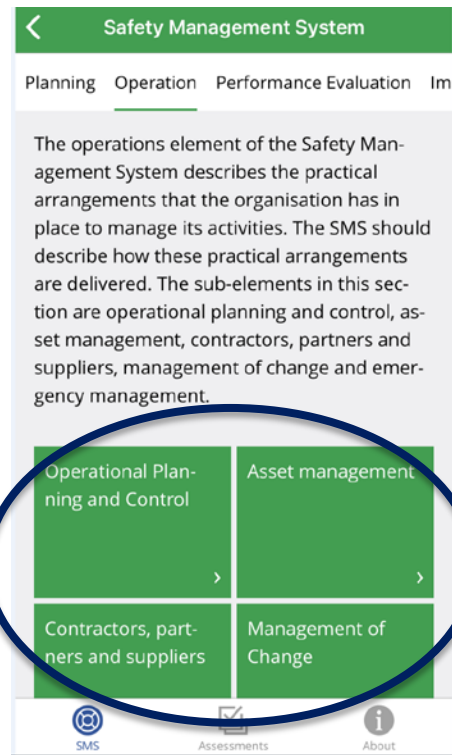 Safety Management System
Planning Operation Performance Evaluation Im
The operations element of the Safety Man-
agement System describes the practical
arrangements that the organisation has in
place to manage its activities. The SMS should
describe how these practical arrangements
are delivered. The sub-elements in this sec-
tion are operational planning and control, as-
set management, contractors, partners and
suppliers, management of change and emer-
gency management.
Operational Plan-
ning and Control
Asset management
Contractors, part-
ners and suppliers
Management of
Change
SMS Assessments About